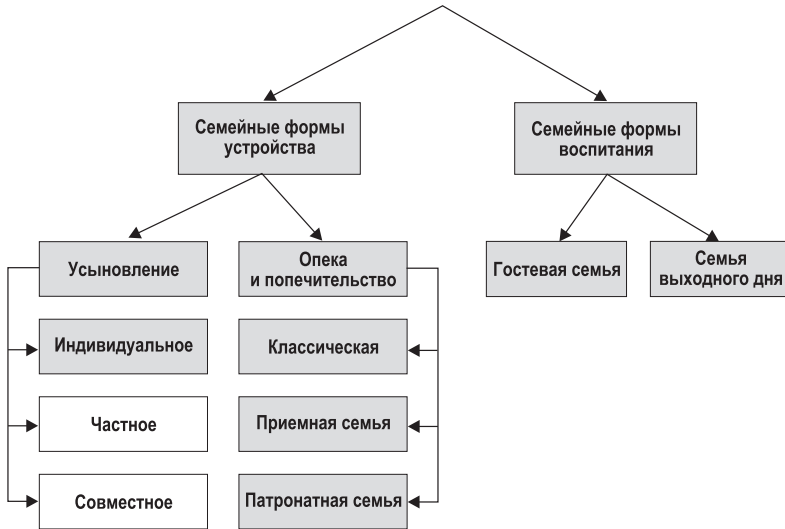 Семейные формы
устройства
Семейные формы
воспитания
Усыновление
Опека
и попечительство
Гостевая семья
Семья
выходного дня
Индивидуальное
Классическая
Частное
Приемная семья
Совместное
Патронатная семья